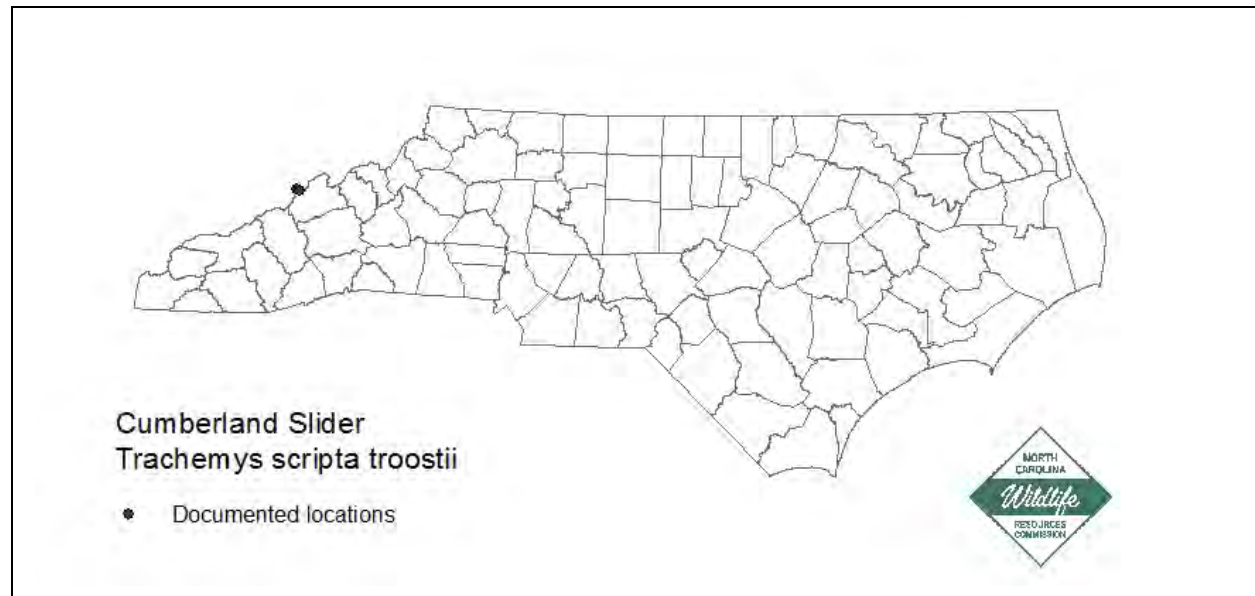 Cumberland Slider
Trachemys scripta troostii
Documented locations
NORTH
CAROLINA
Wildlife
RESOURCES
COMMISSION